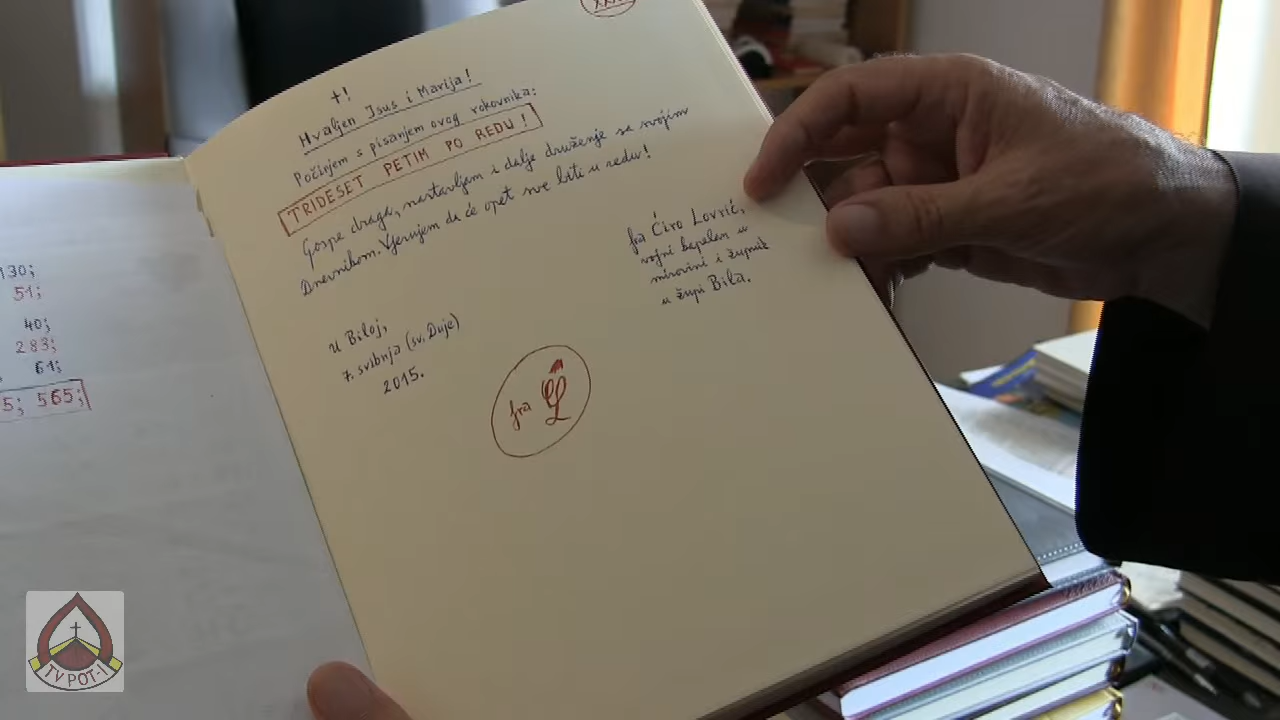 130;
51;
40;
283;
61;
5; 565;
†!
Hvaljen Isus i Marija!
Počinjem s pisanjem ovog rokovnika:
TRIDESET PETIM PO REDU!
Gospe draga, nastavljam i dalje druženje sa svojim
Dnevnikom. Vjerujem da će opet sve biti u redu!
fra Ćiro Lovrić,
vojni kapelan u
mirovini i župnik
u župi Bila.
u Biloj,
7. svibnja (sv. Duje)
2015.
fra
TV POT-1